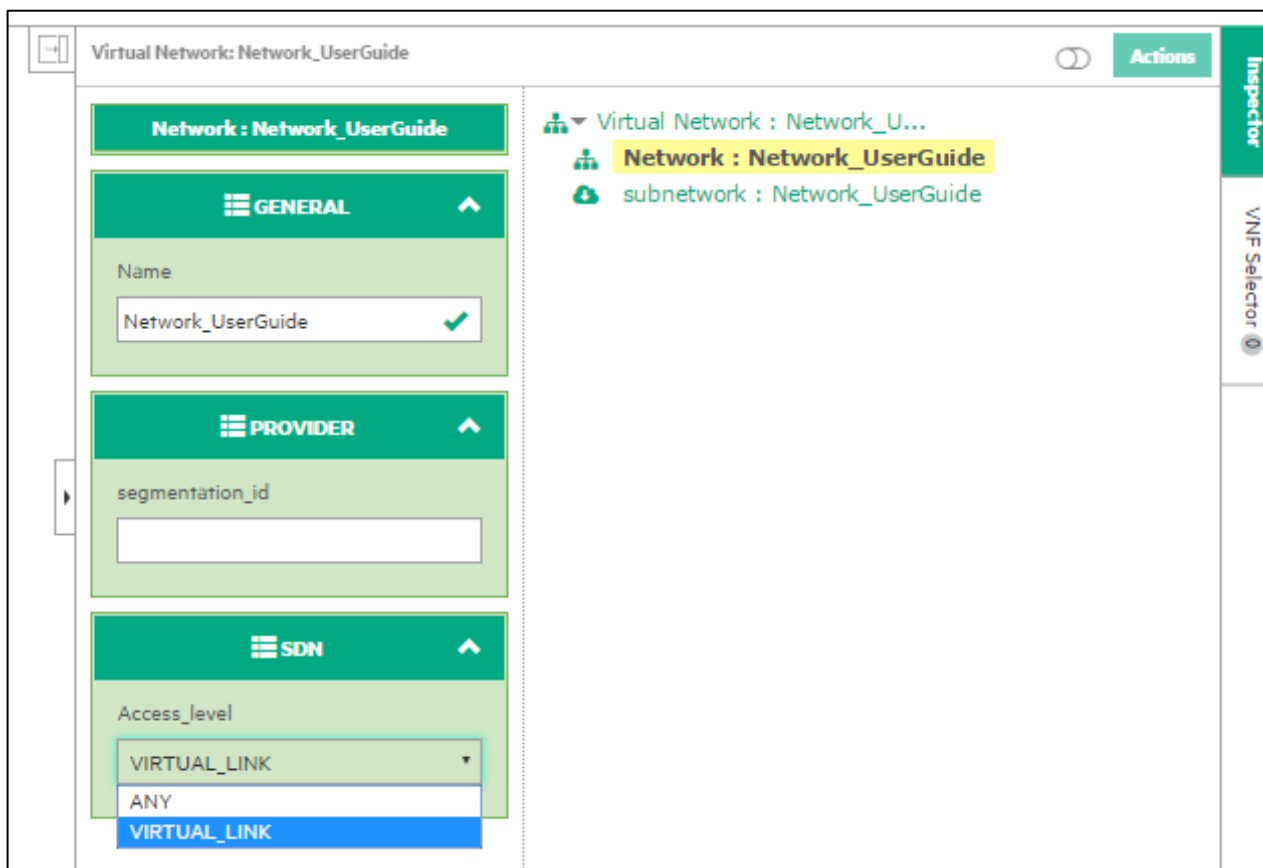 Virtual Network: Network_UserGuide
Actions
Network : Network_UserGuide
GENERAL
Name
Network_UserGuide
PROVIDER
segmentation_id
SDN
Access_level
VIRTUAL_LINK
ANY
VIRTUAL_LINK
Virtual Network : Network_U...
Network : Network_UserGuide
subnetwork : Network_UserGuide
Inspector
VNF Selector 0